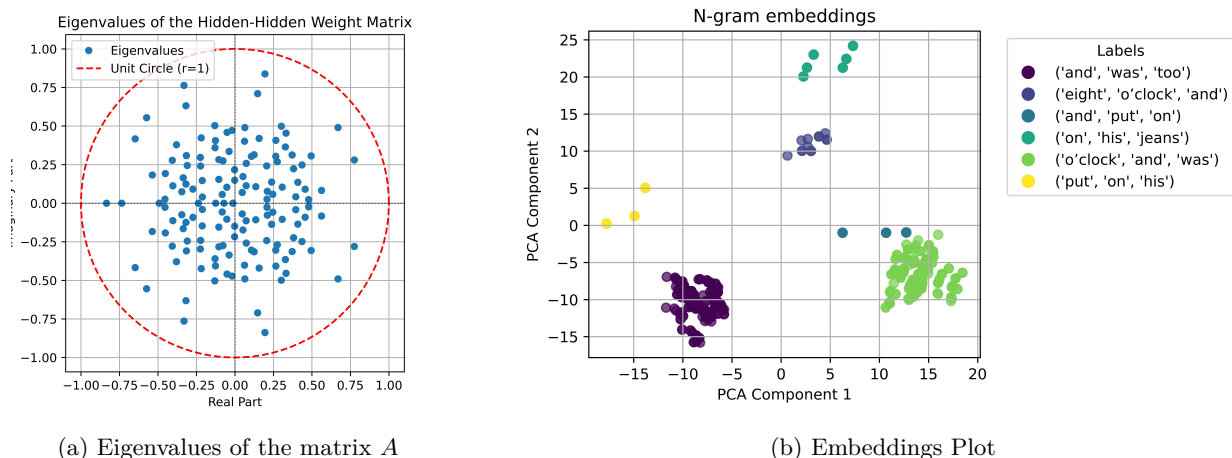 Eigenvalues of the Hidden-Hidden Weight Matrix
1.00
0.75
0.50
0.25
0.00
−0.25
−0.50
−0.75
−1.00
Eigenvalues
Unit Circle (r=1)
−1.00 −0.75 −0.50 −0.25 0.00 0.25 0.50 0.75 1.00
Real Part
(a) Eigenvalues of the matrix A
N-gram embeddings
PCA Component 2
25
20
15
10
5
0
−5
−10
−15
−15 −10 −5 0 5 10 15 20
PCA Component 1
Labels
('and', 'was', 'too')
('eight', 'o’clock', 'and')
('and', 'put', 'on')
('on', 'his', 'jeans')
('o’clock', 'and', 'was')
('put', 'on', 'his')
(b) Embeddings Plot